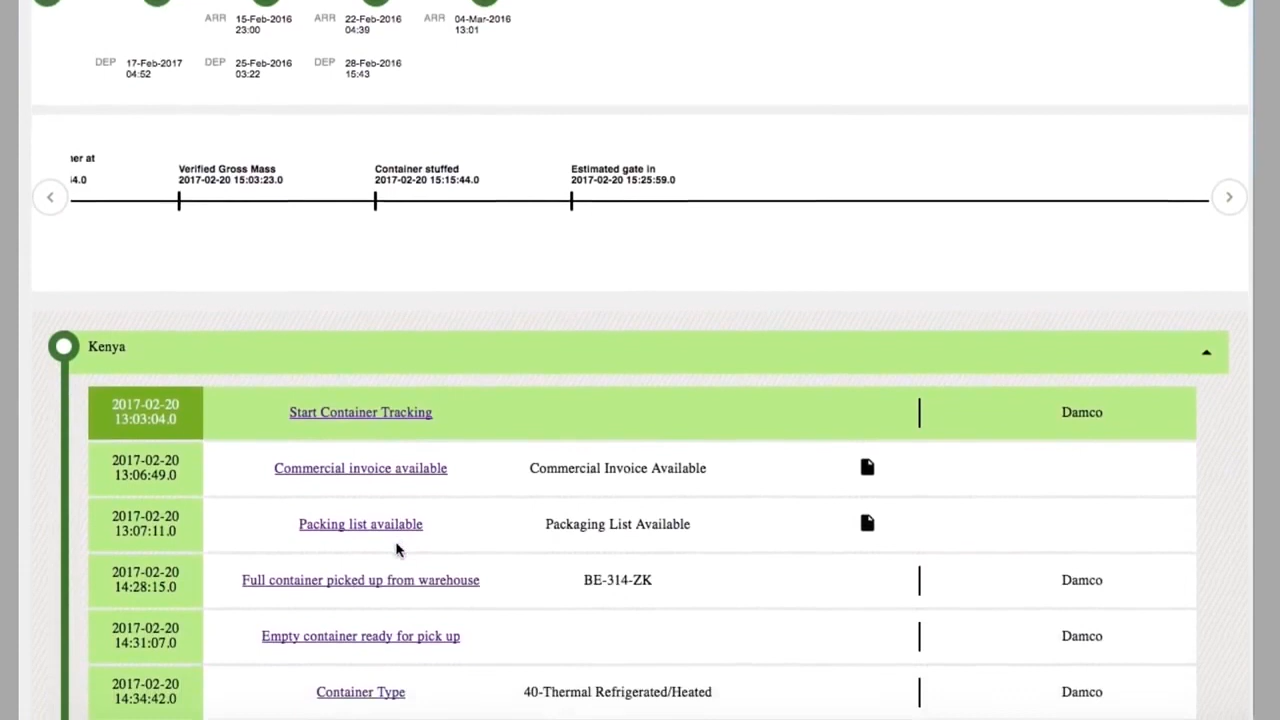 ARR 15-Feb-2016 ARR 22-Feb-2016 ARR 04-Mar-2016
23:00 04:39 13:01
DEP 17-Feb-2017 DEP 25-Feb-2016 DEP 28-Feb-2016
04:52 03:22 15:43
at
Verified Gross Mass Container stuffed Estimated gate in
4.0 2017-02-20 15:03:23.0 2017-02-20 15:15:44.0 2017-02-20 15:25:59.0
Kenya
2017-02-20
13:03:04.0 Start Container Tracking Damco
2017-02-20
13:06:49.0 Commercial invoice available Commercial Invoice Available
2017-02-20
13:07:11.0 Packing list available Packaging List Available
2017-02-20
14:28:15.0 Full container picked up from warehouse BE-314-ZK Damco
2017-02-20
14:31:07.0 Empty container ready for pick up Damco
2017-02-20
14:34:42.0 Container Type 40-Thermal Refrigerated/Heated Damco